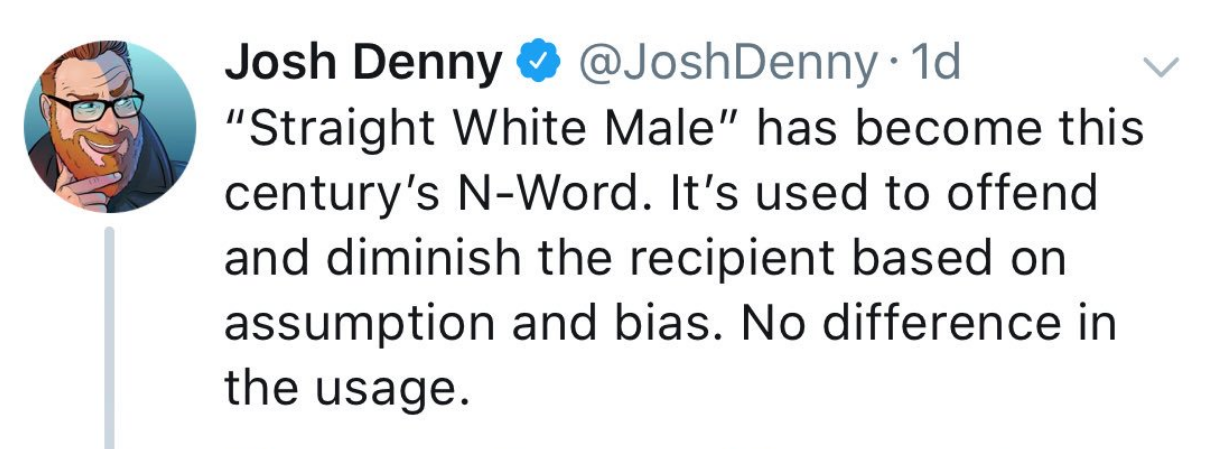 Josh Denny @JoshDenny · 1d
“Straight White Male” has become this
century’s N-Word. It’s used to offend
and diminish the recipient based on
assumption and bias. No difference in
the usage.